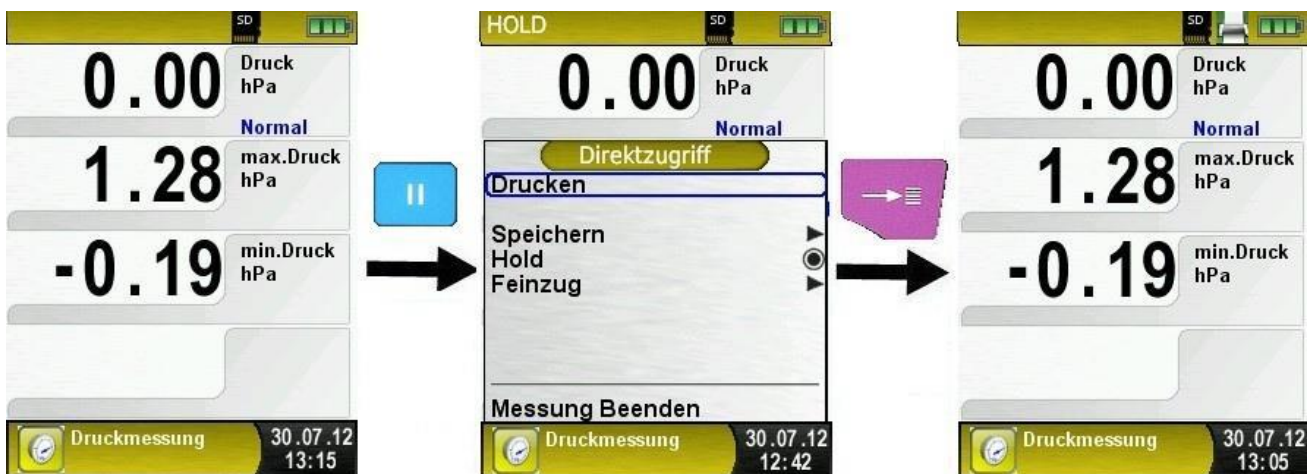 SD
0.00 Druck
hPa
Normal
1.28 max.Druck
hPa
-0.19 min.Druck
hPa
Druckmessung 30.07.12
13:15
HOLD SD
0.00 Druck
hPa
Normal
Direktzugriff
Drucken
Speichern
Hold
Feinzug
Messung Beenden
Druckmessung 30.07.12
12:42
SD
0.00 Druck
hPa
Normal
1.28 max.Druck
hPa
-0.19 min.Druck
hPa
Druckmessung 30.07.12
13:05